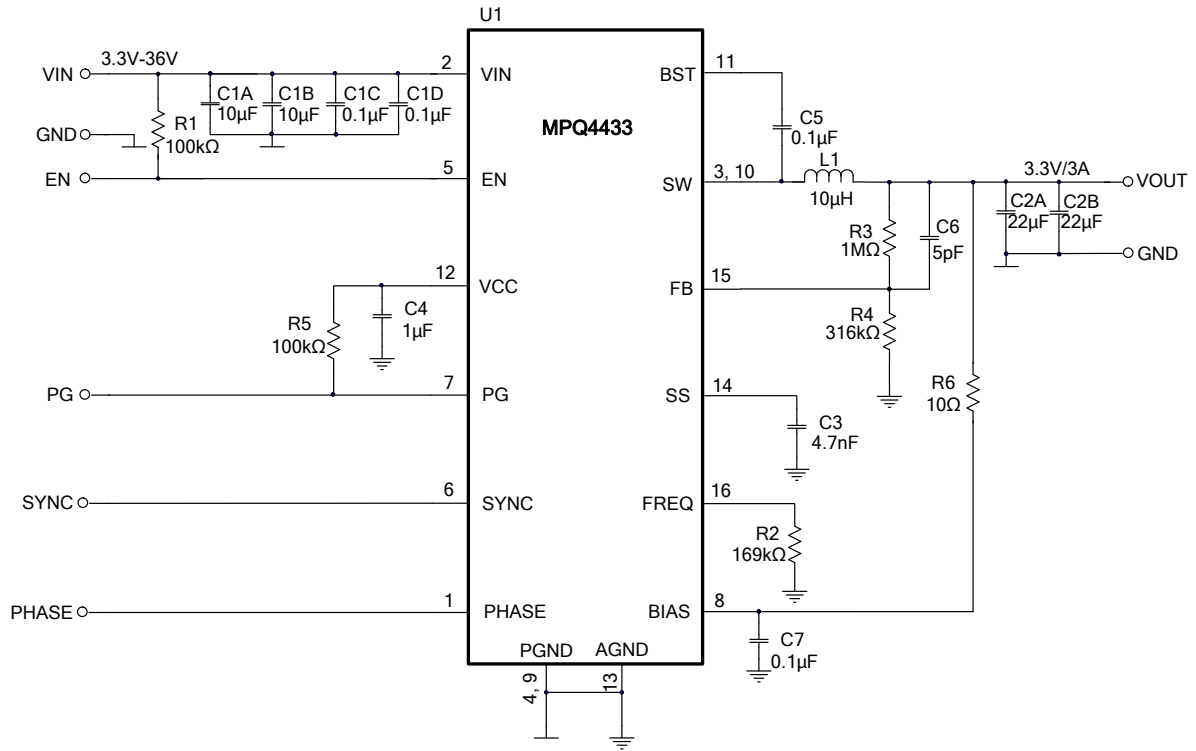 U1
MPQ4433
VIN
3.3V-36V
2
VIN
C1A
10µF
C1B
10µF
C1C
0.1µF
C1D
0.1µF
GND
R1
100kΩ
EN
5
EN
12
VCC
C4
1µF
R5
100kΩ
PG
7
PG
SYNC
6
SYNC
PHASE
1
PHASE
PGND
AGND
4, 9
13
BST
11
C5
0.1µF
SW
3, 10
L1
10µH
3.3V/3A
VOUT
C2A
22µF
C2B
22µF
GND
R3
1MΩ
C6
5pF
FB
15
R4
316kΩ
SS
14
C3
4.7nF
R6
10Ω
FREQ
16
R2
169kΩ
BIAS
8
C7
0.1µF